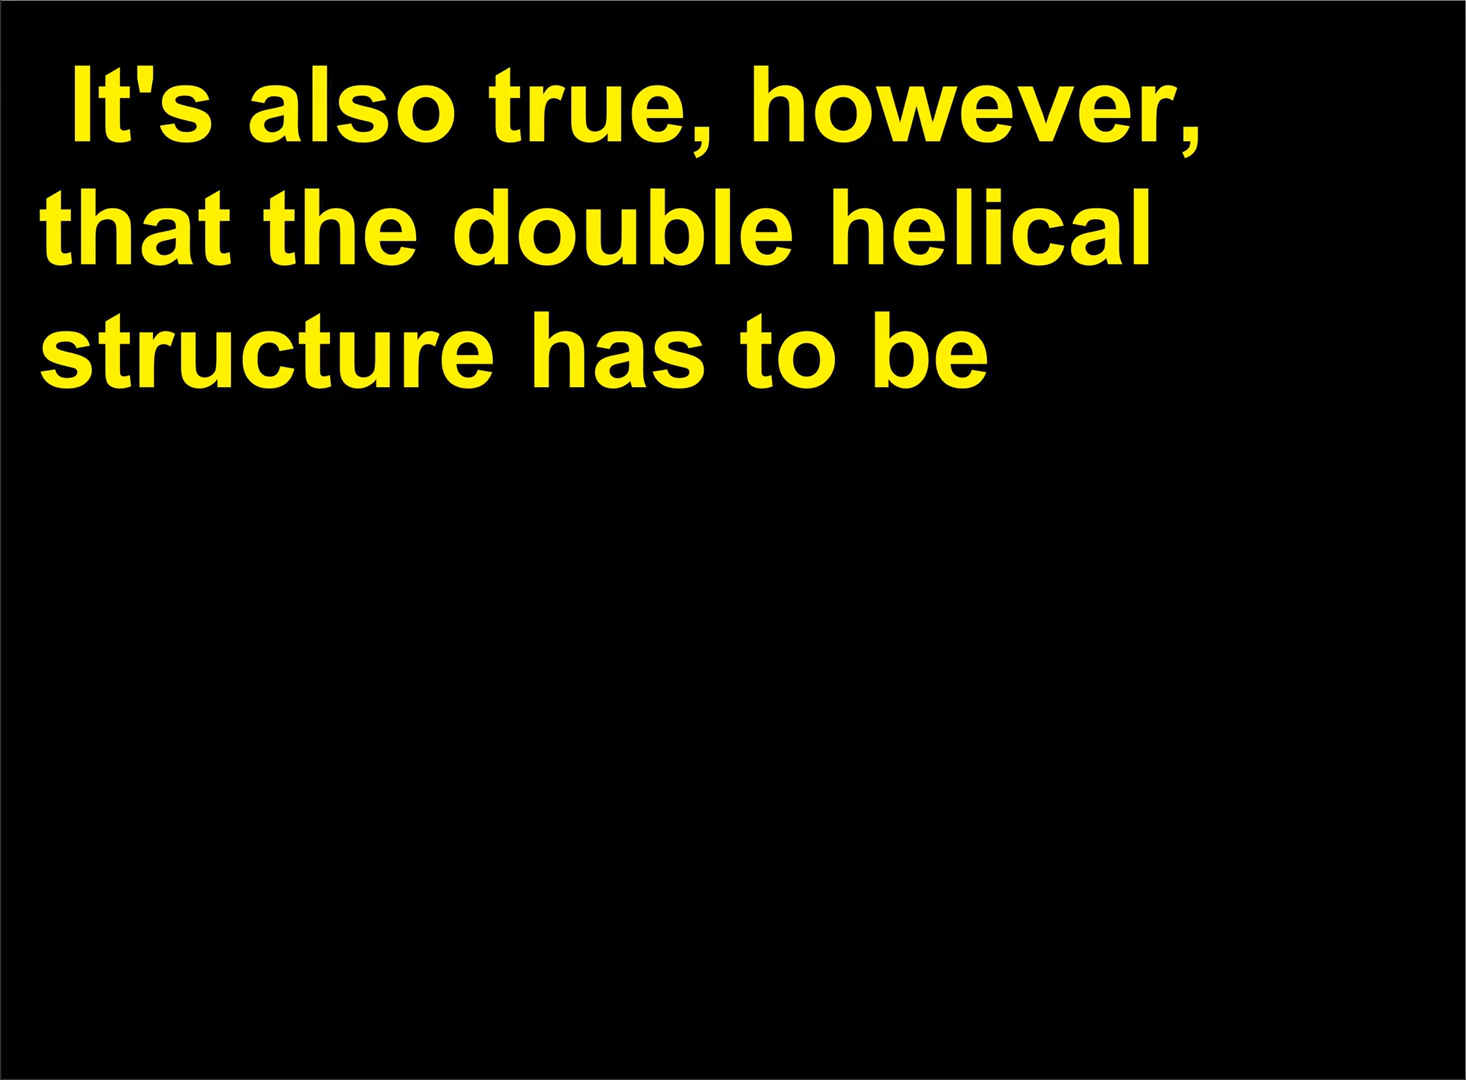 It's also true, however,
that the double helical
structure has to be